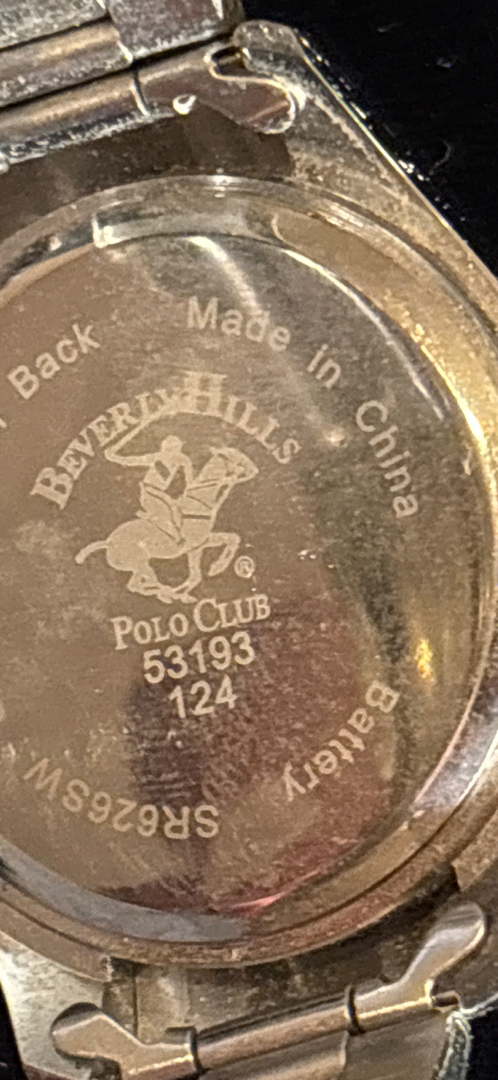 Back
Made in China
BEVERLY HILLS
®
POLO CLUB
53193
124
Battery
SR626SW